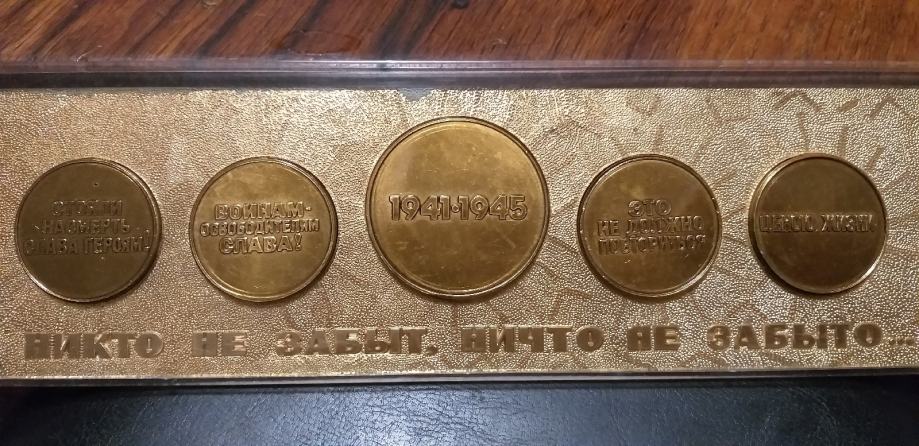 СТОЯЛИ
НАСМЕРТЬ
СЛАВА ГЕРОЯМ!
ВОИНАМ-
ОСВОБОДИТЕЛЯМ
СЛАВА!
1941·1945
ЭТО
НЕ ДОЛЖНО
ПОВТОРИТЬСЯ
ЦЕНОЮ ЖИЗНИ
НИКТО НЕ ЗАБЫТ, НИЧТО НЕ ЗАБЫТО...